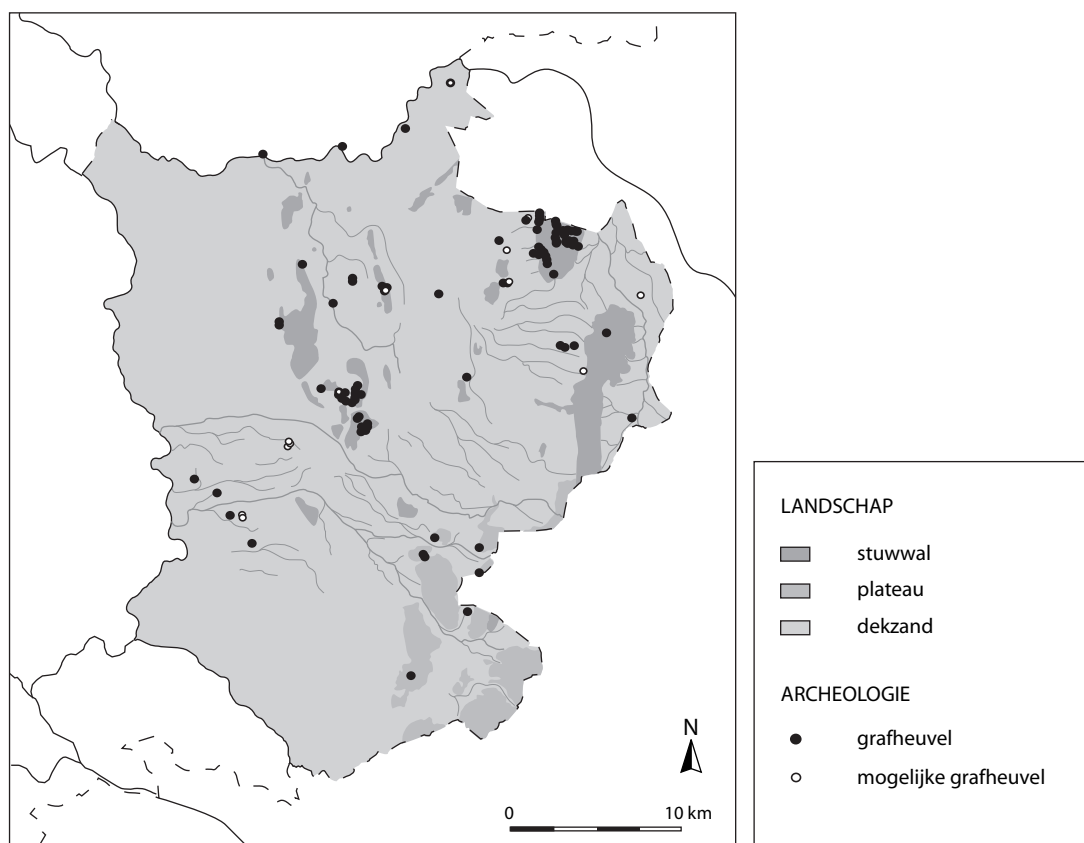 N
0
10 km
LANDSCHAP
stuwwal
plateau
dekzand
ARCHEOLOGIE
grafheuvel
mogelijke grafheuvel